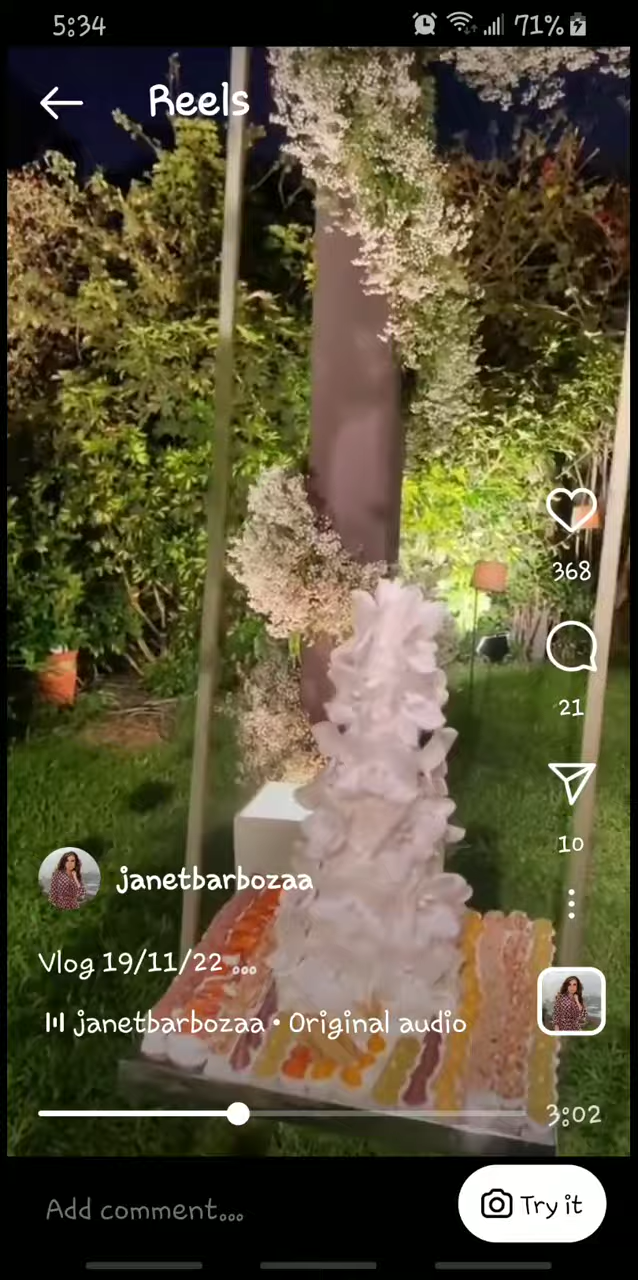 5:34 71%
Reels
368
21
10
janetbarbozaa
Vlog 19/11/22 ...
janetbarbozaa • Original audio
3:02
Add comment...
Try it